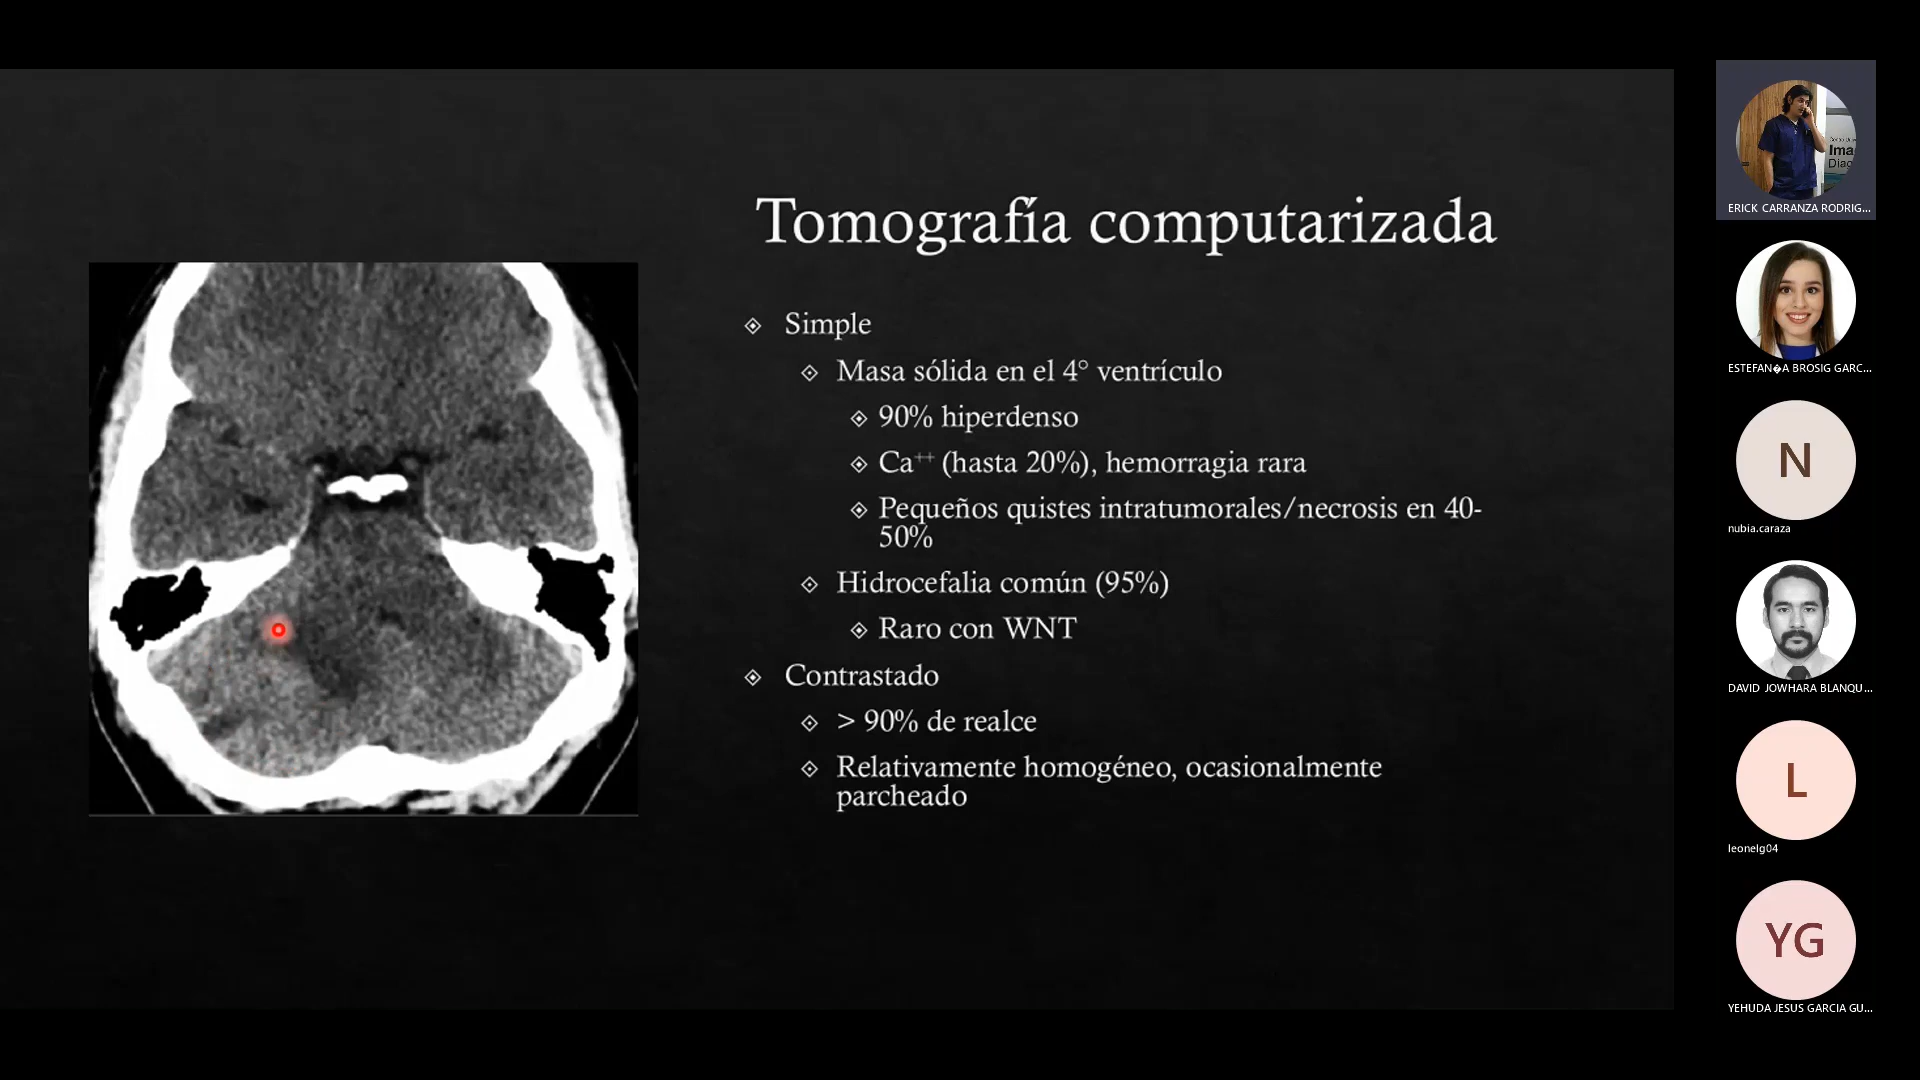 Tomografía computarizada
Simple
Masa sólida en el 4° ventrículo
90% hiperdenso
Ca⁺⁺ (hasta 20%), hemorragia rara
Pequeños quistes intratumorales/necrosis en 40-
50%
Hidrocefalia común (95%)
Raro con WNT
Contrastado
> 90% de realce
Relativamente homogéneo, ocasionalmente
parcheado
Ima
Diag
ERICK CARRANZA RODRIG...
ESTEFAN�A BROSIG GARC...
N
nubia.caraza
DAVID JOWHARA BLANQU...
L
leonelg04
YG
YEHUDA JESUS GARCIA GU...